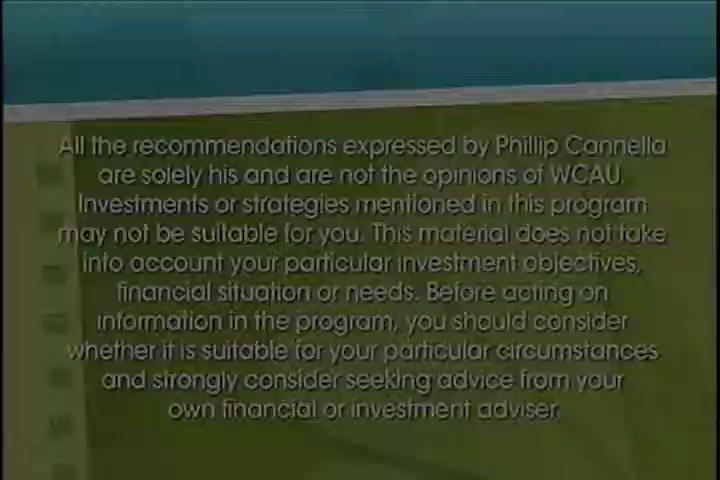 All the recommendations expressed by Phillip Cannella
are solely his and are not the opinions of WCAU.
Investments or strategies mentioned in this program
may not be suitable for you. This material does not take
into account your particular investment objectives,
financial situation or needs. Before acting on
information in the program, you should consider
whether it is suitable for your particular circumstances
and strongly consider seeking advice from your
own financial or investment adviser.